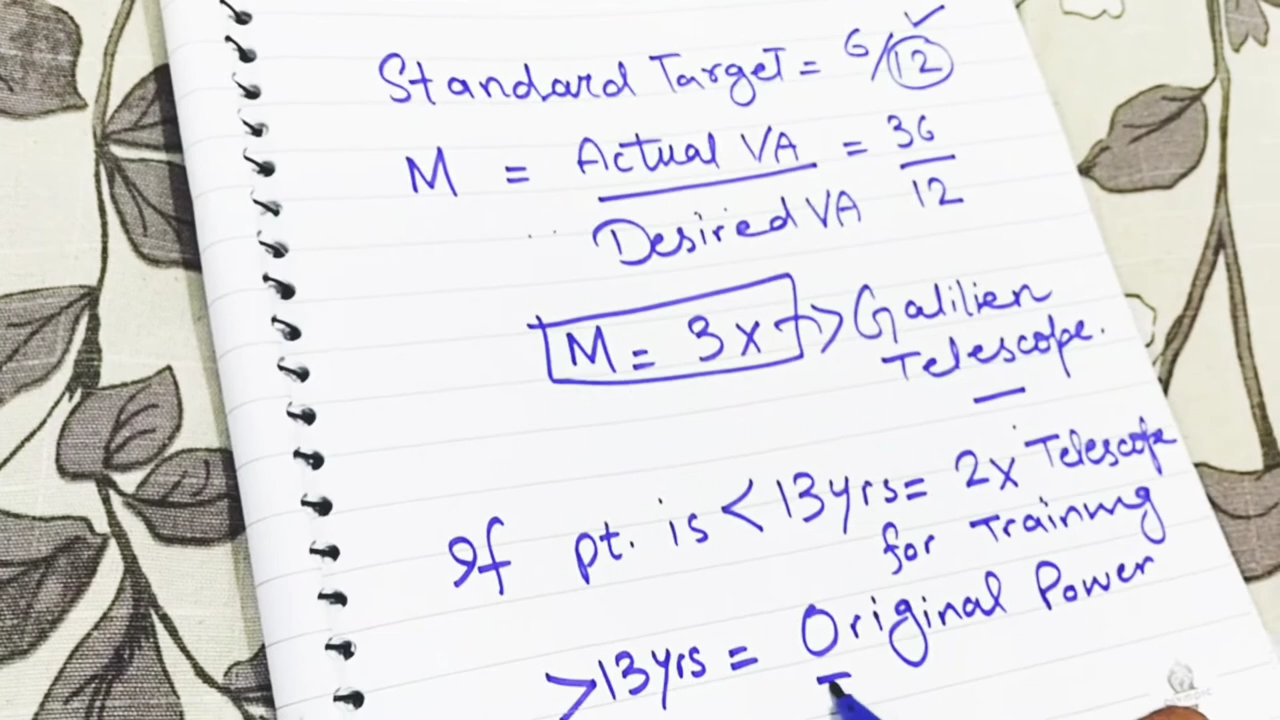 Standard Target = 6/12 ✓
M = Actual VA / Desired VA = 36/12
M = 3x → Galilien
Telescope.
If pt. is < 13yrs = 2x Telescope
for Training
>13yrs = Original Power
T